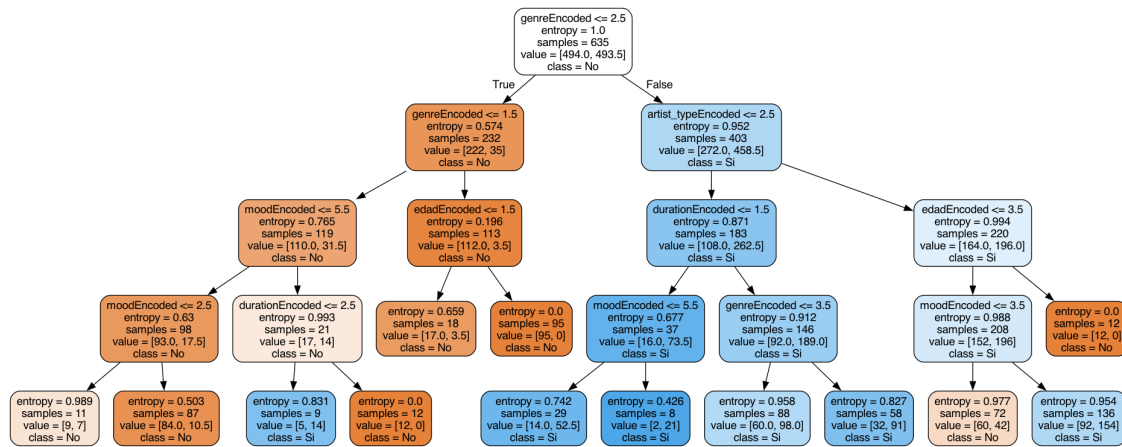 genreEncoded <= 2.5
entropy = 1.0
samples = 635
value = [494.0, 493.5]
class = No
True
False
genreEncoded <= 1.5
entropy = 0.574
samples = 232
value = [222, 35]
class = No
artist_typeEncoded <= 2.5
entropy = 0.952
samples = 403
value = [272.0, 458.5]
class = Si
moodEncoded <= 5.5
entropy = 0.765
samples = 119
value = [110.0, 31.5]
class = No
edadEncoded <= 1.5
entropy = 0.196
samples = 113
value = [112.0, 3.5]
class = No
durationEncoded <= 1.5
entropy = 0.871
samples = 183
value = [108.0, 262.5]
class = Si
edadEncoded <= 3.5
entropy = 0.994
samples = 220
value = [164.0, 196.0]
class = Si
moodEncoded <= 2.5
entropy = 0.63
samples = 98
value = [93.0, 17.5]
class = No
durationEncoded <= 2.5
entropy = 0.993
samples = 21
value = [17, 14]
class = No
entropy = 0.659
samples = 18
value = [17.0, 3.5]
class = No
entropy = 0.0
samples = 95
value = [95, 0]
class = No
moodEncoded <= 5.5
entropy = 0.677
samples = 37
value = [16.0, 73.5]
class = Si
genreEncoded <= 3.5
entropy = 0.912
samples = 146
value = [92.0, 189.0]
class = Si
moodEncoded <= 3.5
entropy = 0.988
samples = 208
value = [152, 196]
class = Si
entropy = 0.0
samples = 12
value = [12, 0]
class = No
entropy = 0.989
samples = 11
value = [9, 7]
class = No
entropy = 0.503
samples = 87
value = [84.0, 10.5]
class = No
entropy = 0.831
samples = 9
value = [5, 14]
class = Si
entropy = 0.0
samples = 12
value = [12, 0]
class = No
entropy = 0.742
samples = 29
value = [14.0, 52.5]
class = Si
entropy = 0.426
samples = 8
value = [2, 21]
class = Si
entropy = 0.958
samples = 88
value = [60.0, 98.0]
class = Si
entropy = 0.827
samples = 58
value = [32, 91]
class = Si
entropy = 0.977
samples = 72
value = [60, 42]
class = No
entropy = 0.954
samples = 136
value = [92, 154]
class = Si